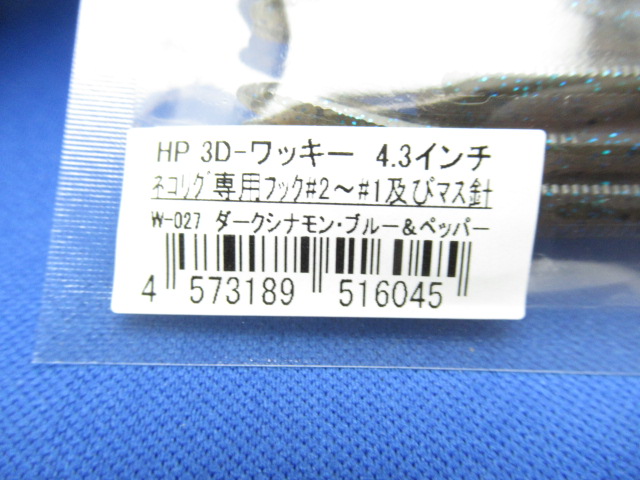 HP 3D-ワッキー 4.3インチ
ネコレグ専用フック#2～#1及びマス針
W-027 ダークシナモン・ブルー&ペッパー
4 573189 516045